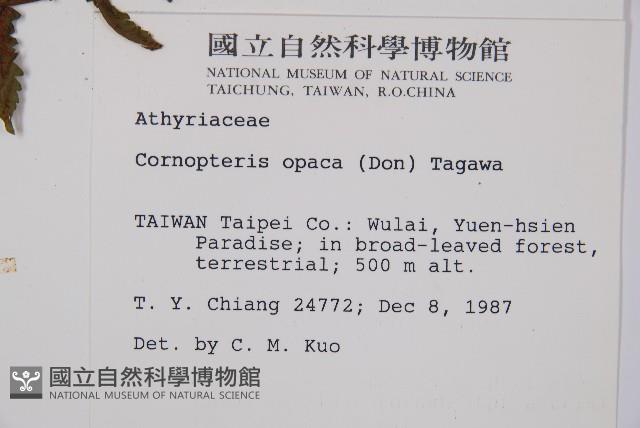 國立自然科學博物館
NATIONAL MUSEUM OF NATURAL SCIENCE
TAICHUNG, TAIWAN, R.O.CHINA
Athyriaceae
Cornopteris opaca (Don) Tagawa
TAIWAN Taipei Co.: Wulai, Yuen-hsien
Paradise; in broad-leaved forest,
terrestrial; 500 m alt.
T. Y. Chiang 24772; Dec 8, 1987
Det. by C. M. Kuo
國立自然科學博物館
NATIONAL MUSEUM OF NATURAL SCIENCE